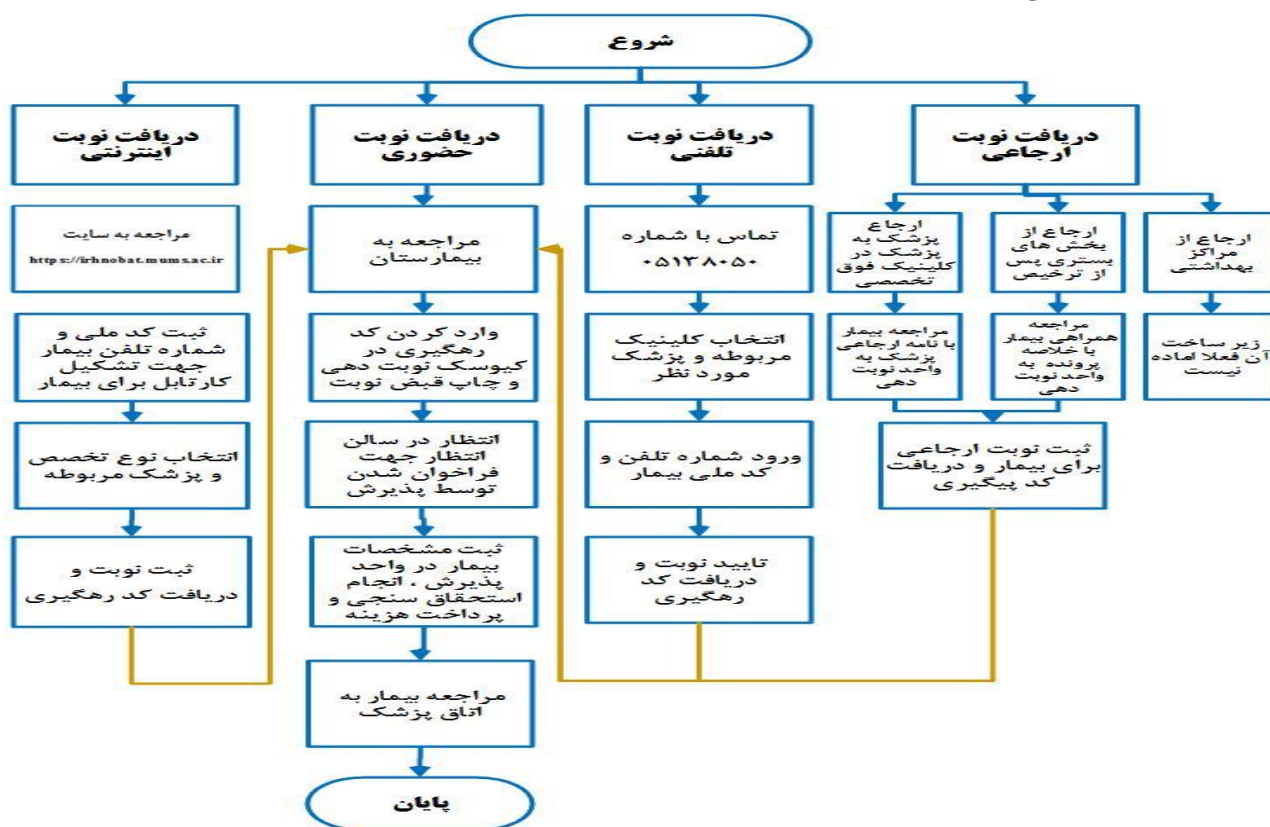 شروع
دریافت نوبت
ارجاعی
دریافت نوبت
تلفنی
دریافت نوبت
حضوری
دریافت نوبت
اینترنتی
ارجاع از
مراکز
بهداشتی
ارجاع از
بخش های
بستری پس
از ترخیص
ارجاع
پزشک به
پزشک در
کلینیک فوق
تخصصی
تماس با شماره
۰۵۱۳۸۰۵۰
مراجعه به
بیمارستان
مراجعه به سایت
https://irhnobat.mums.ac.ir
زیر ساخت
آن فعلا اماده
نیست
مراجعه
همراهی بیمار
با خلاصه
پرونده به
واحد نوبت
دهی
مراجعه بیمار
با نامه ارجاعی
پزشک به
واحد نوبت
دهی
انتخاب کلینیک
مربوطه و پزشک
مورد نظر
وارد کردن کد
رهگیری در
کیوسک نوبت دهی
و چاپ قبض نوبت
ثبت کد ملی و
شماره تلفن بیمار
جهت تشکیل
کارتابل برای بیمار
ثبت نوبت ارجاعی
برای بیمار و دریافت
کد پیگیری
ورود شماره تلفن و
کد ملی بیمار
انتظار در سالن
انتظار جهت
فراخوان شدن
توسط پذیرش
انتخاب نوع تخصص
و پزشک مربوطه
تایید نوبت و
دریافت کد
رهگیری
ثبت مشخصات
بیمار در واحد
پذیرش ، انجام
استحقاق سنجی و
پرداخت هزینه
ثبت نوبت و
دریافت کد رهگیری
مراجعه بیمار به
اتاق پزشک
پایان